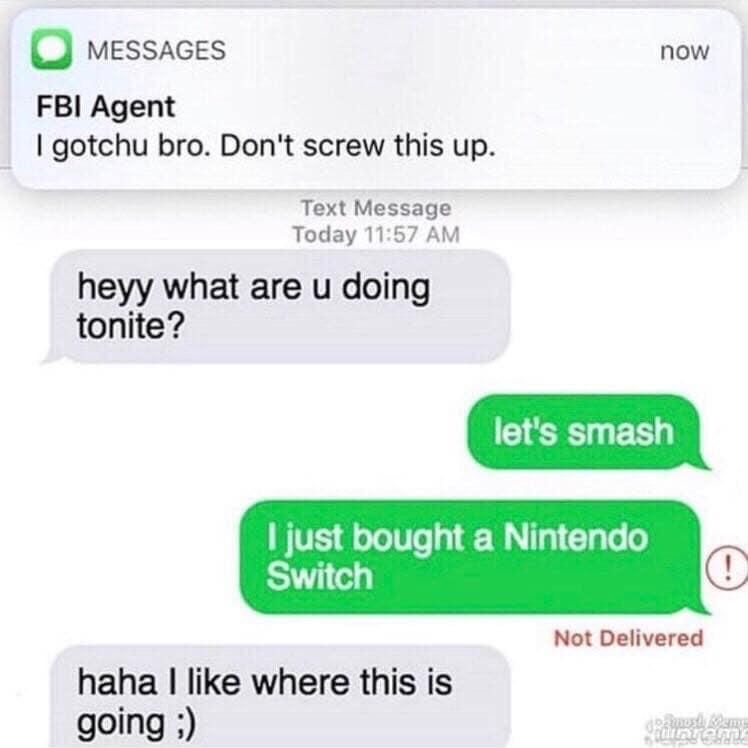 MESSAGES now
FBI Agent
I gotchu bro. Don't screw this up.
Text Message
Today 11:57 AM
heyy what are u doing
tonite?
let's smash
I just bought a Nintendo
Switch
!
Not Delivered
haha I like where this is
going ;)